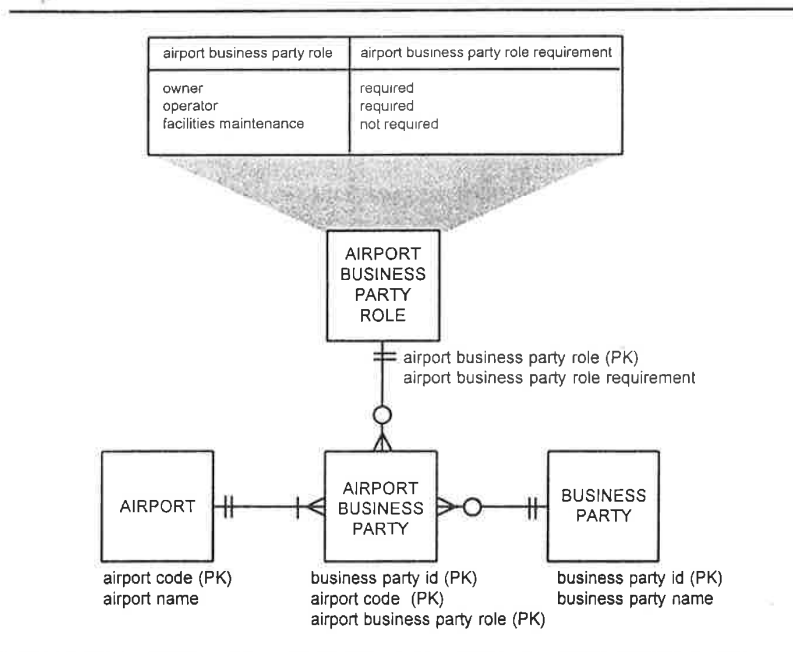 airport business party role airport business party role requirement
owner required
operator required
facilities maintenance not required
AIRPORT
BUSINESS
PARTY
ROLE
airport business party role (PK)
airport business party role requirement
AIRPORT
AIRPORT
BUSINESS
PARTY
BUSINESS
PARTY
airport code (PK)
airport name
business party id (PK)
airport code (PK)
airport business party role (PK)
business party id (PK)
business party name